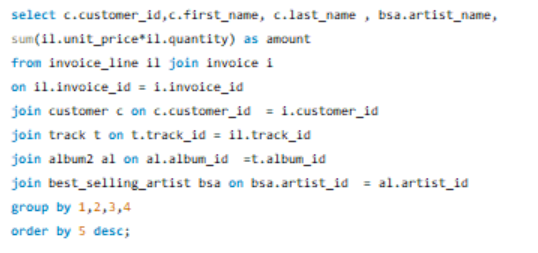 select c.customer_id,c.first_name, c.last_name , bsa.artist_name,
sum(il.unit_price*il.quantity) as amount
from invoice_line il join invoice i
on il.invoice_id = i.invoice_id
join customer c on c.customer_id  = i.customer_id
join track t on t.track_id = il.track_id
join album2 al on al.album_id  =t.album_id
join best_selling_artist bsa on bsa.artist_id  = al.artist_id
group by 1,2,3,4
order by 5 desc;